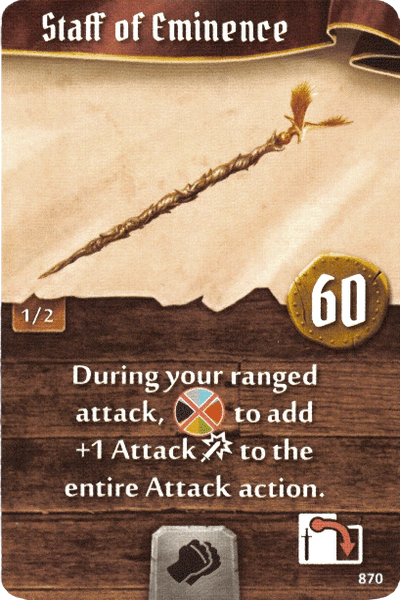 Staff of Eminence
60
1/2
During your ranged
attack, to add
+1 Attack to the
entire Attack action.
870